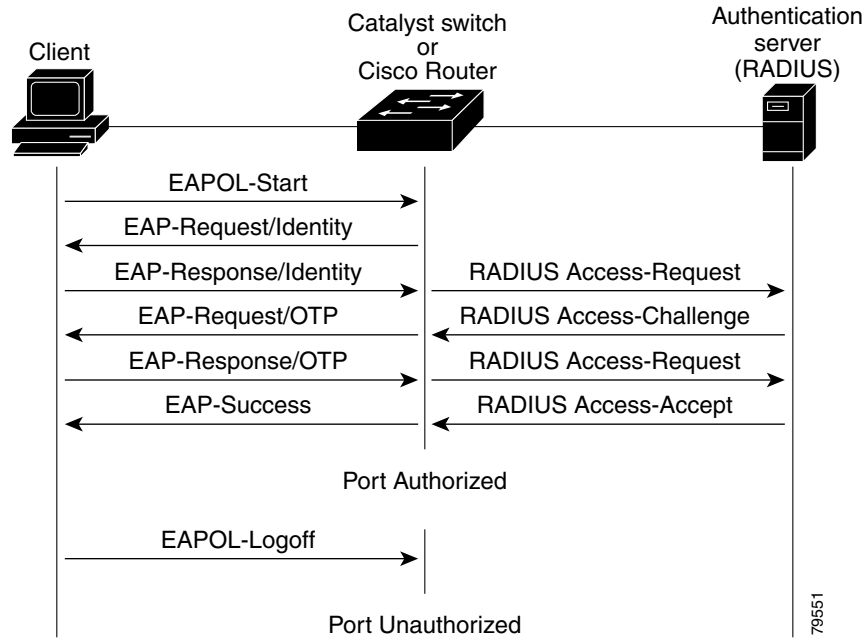 Client
Catalyst switch
or
Cisco Router
Authentication
server
(RADIUS)
EAPOL-Start
EAP-Request/Identity
EAP-Response/Identity
RADIUS Access-Request
EAP-Request/OTP
RADIUS Access-Challenge
EAP-Response/OTP
RADIUS Access-Request
EAP-Success
RADIUS Access-Accept
Port Authorized
EAPOL-Logoff
Port Unauthorized
79551